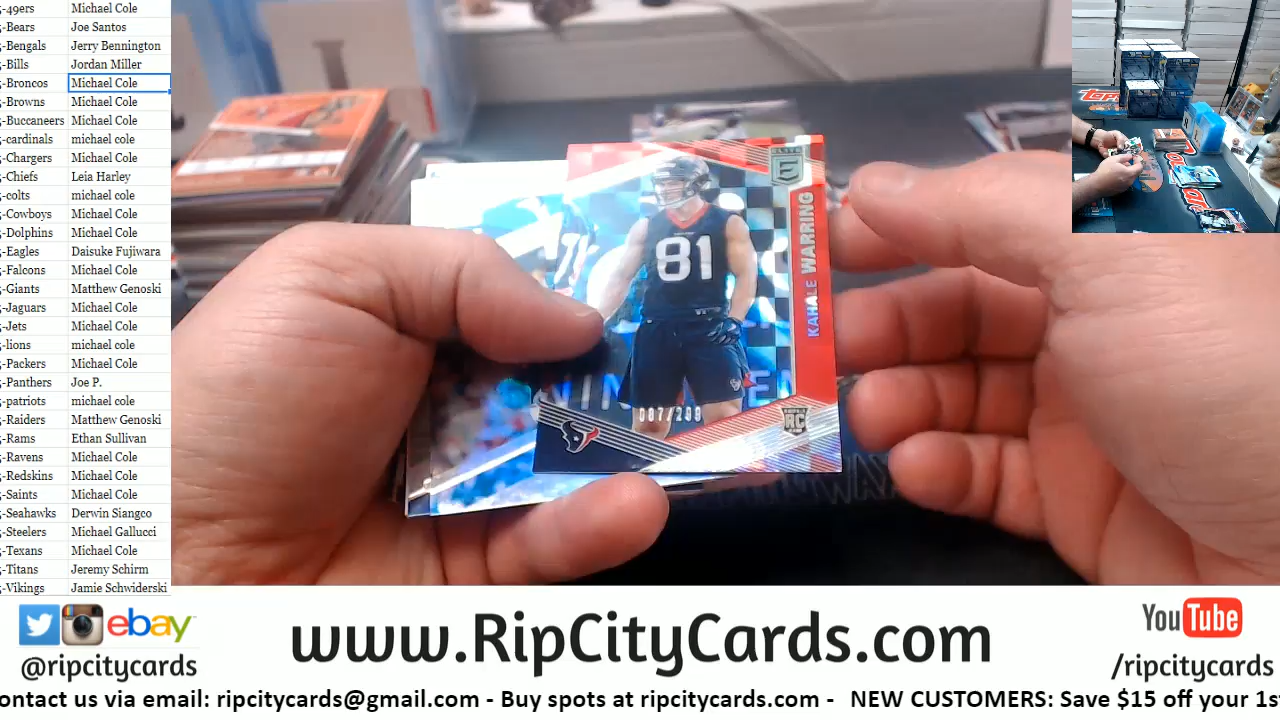 -49ers Michael Cole
-Bears Joe Santos
-Bengals Jerry Bennington
-Bills Jordan Miller
-Broncos Michael Cole
-Browns Michael Cole
-Buccaneers Michael Cole
-cardinals michael cole
-Chargers Michael Cole
-Chiefs Leia Harley
-colts michael cole
-Cowboys Michael Cole
-Dolphins Michael Cole
-Eagles Daisuke Fujiwara
-Falcons Michael Cole
-Giants Matthew Genoski
-Jaguars Michael Cole
-Jets Michael Cole
-lions michael cole
-Packers Michael Cole
-Panthers Joe P.
-patriots michael cole
-Raiders Matthew Genoski
-Rams Ethan Sullivan
-Ravens Michael Cole
-Redskins Michael Cole
-Saints Michael Cole
-Seahawks Derwin Siangco
-Steelers Michael Gallucci
-Texans Michael Cole
-Titans Jeremy Schirm
-Vikings Jamie Schwiderski
ELITE
E
KAHALE WARRING
81
087/299
RC
ebay
@ripcitycards
www.RipCityCards.com
YouTube
/ripcitycards
ontact us via email: ripcitycards@gmail.com - Buy spots at ripcitycards.com - NEW CUSTOMERS: Save $15 off your 1s